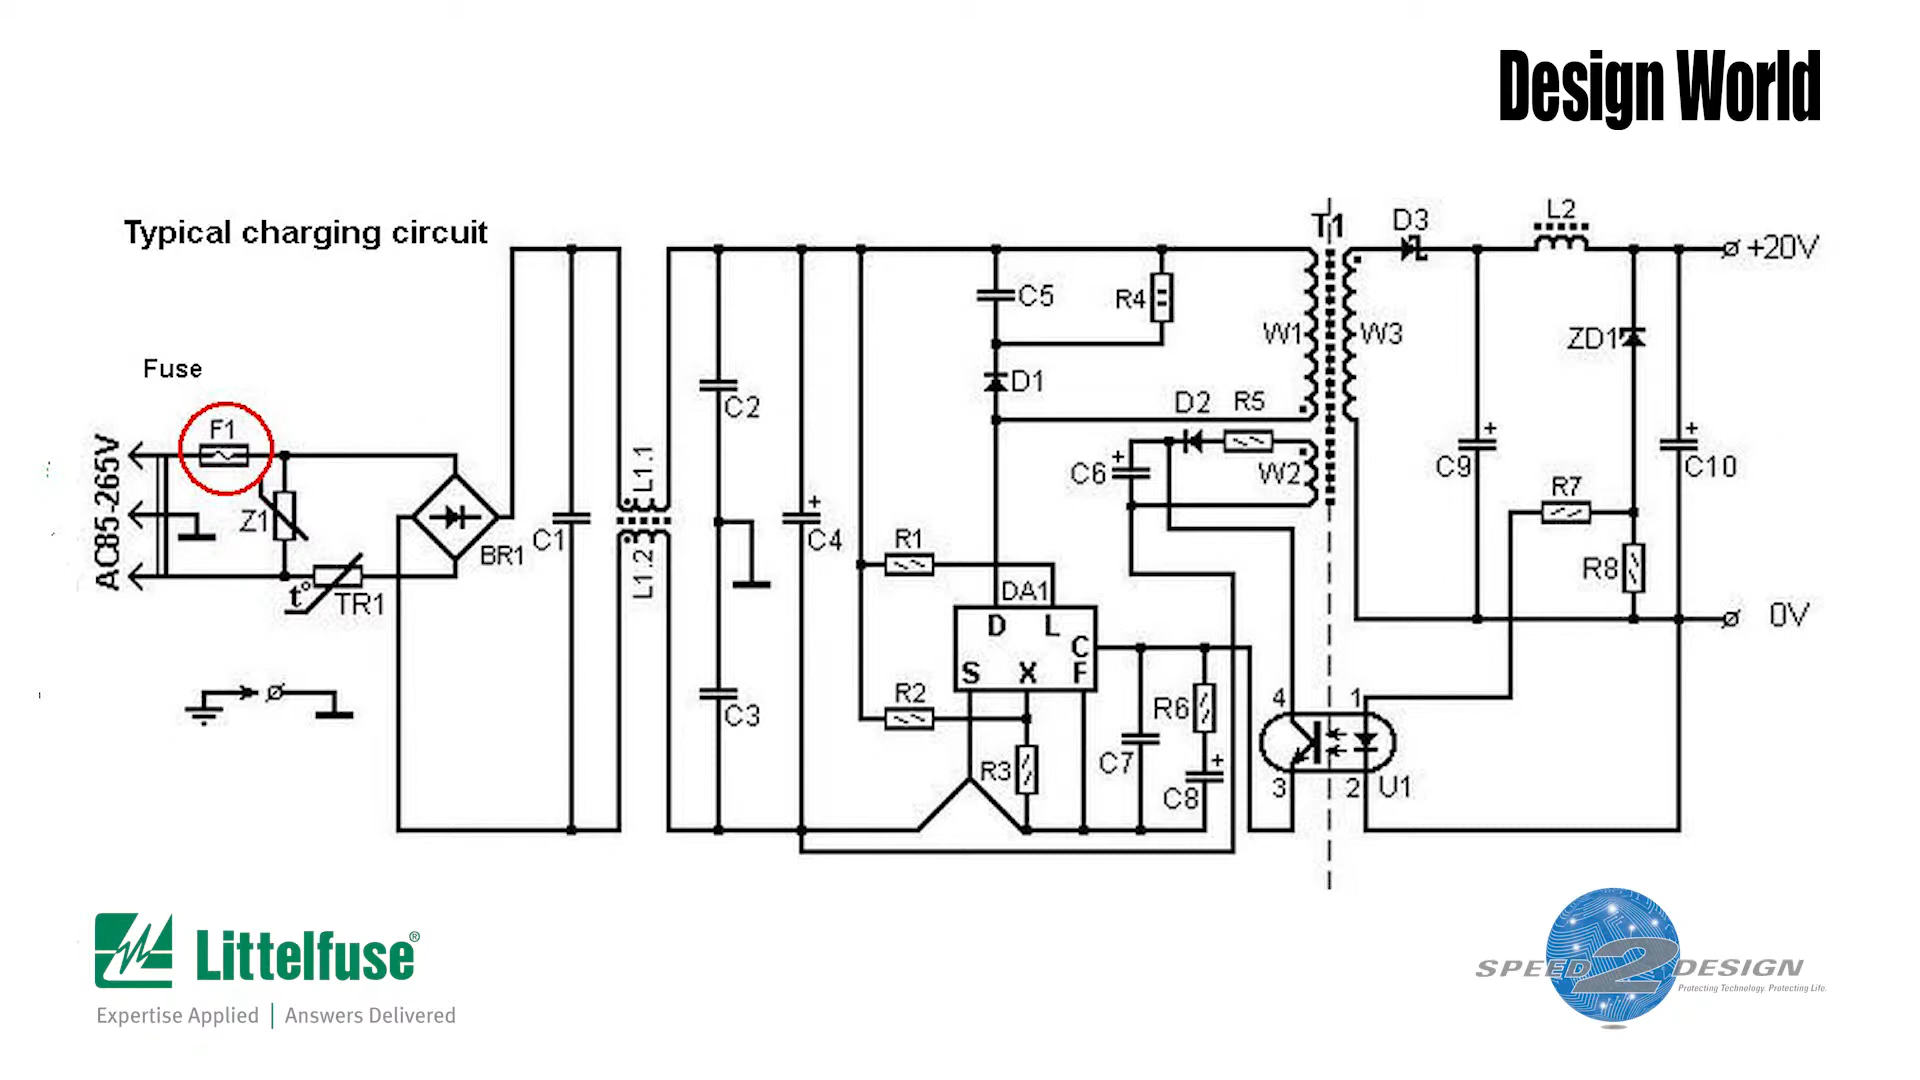 Design World
Typical charging circuit
T1
D3
L2
+20V
C5
R4
W1
W3
ZD1
Fuse
D1
C2
D2
R5
F1
AC85-265V
L1.1
C6
W2
C9
C10
R7
Z1
BR1
C1
C4
R1
L1.2
R8
t°
TR1
DA1
D
L
0V
C
S
X
F
R2
R6
4
1
C3
C7
R3
C8
3
2
U1
Littelfuse®
Expertise Applied | Answers Delivered
SPEED2DESIGN
Protecting Technology. Protecting Life.